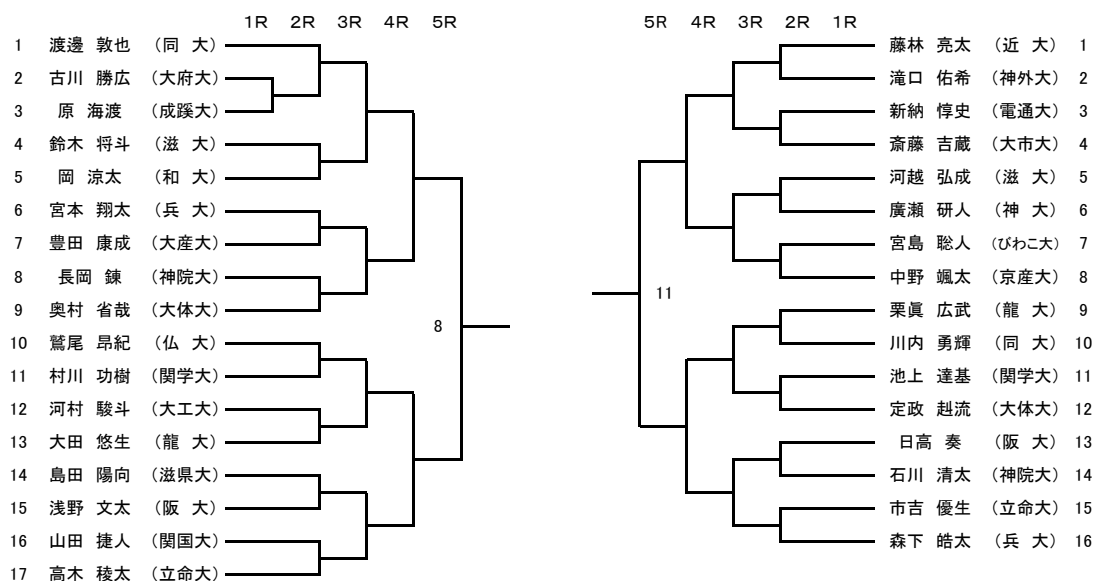 1R 2R 3R 4R 5R
1 渡邊 敦也 (同 大)
2 古川 勝広 (大府大)
3 原 海渡 (成蹊大)
4 鈴木 将斗 (滋 大)
5 岡 涼太 (和 大)
6 宮本 翔太 (兵 大)
7 豊田 康成 (大産大)
8 長岡 錬 (神院大)
9 奥村 省哉 (大体大)
8
10 鷲尾 昂紀 (仏 大)
11 村川 功樹 (関学大)
12 河村 駿斗 (大工大)
13 大田 悠生 (龍 大)
14 島田 陽向 (滋県大)
15 浅野 文太 (阪 大)
16 山田 捷人 (関国大)
17 高木 稜太 (立命大)
5R 4R 3R 2R 1R
藤林 亮太 (近 大) 1
滝口 佑希 (神外大) 2
新納 惇史 (電通大) 3
斎藤 吉蔵 (大市大) 4
河越 弘成 (滋 大) 5
廣瀬 研人 (神 大) 6
宮島 聡人 (びわこ大) 7
中野 颯太 (京産大) 8
11
栗眞 広武 (龍 大) 9
川内 勇輝 (同 大) 10
池上 達基 (関学大) 11
定政 赳流 (大体大) 12
日高 奏 (阪 大) 13
石川 清太 (神院大) 14
市吉 優生 (立命大) 15
森下 皓太 (兵 大) 16